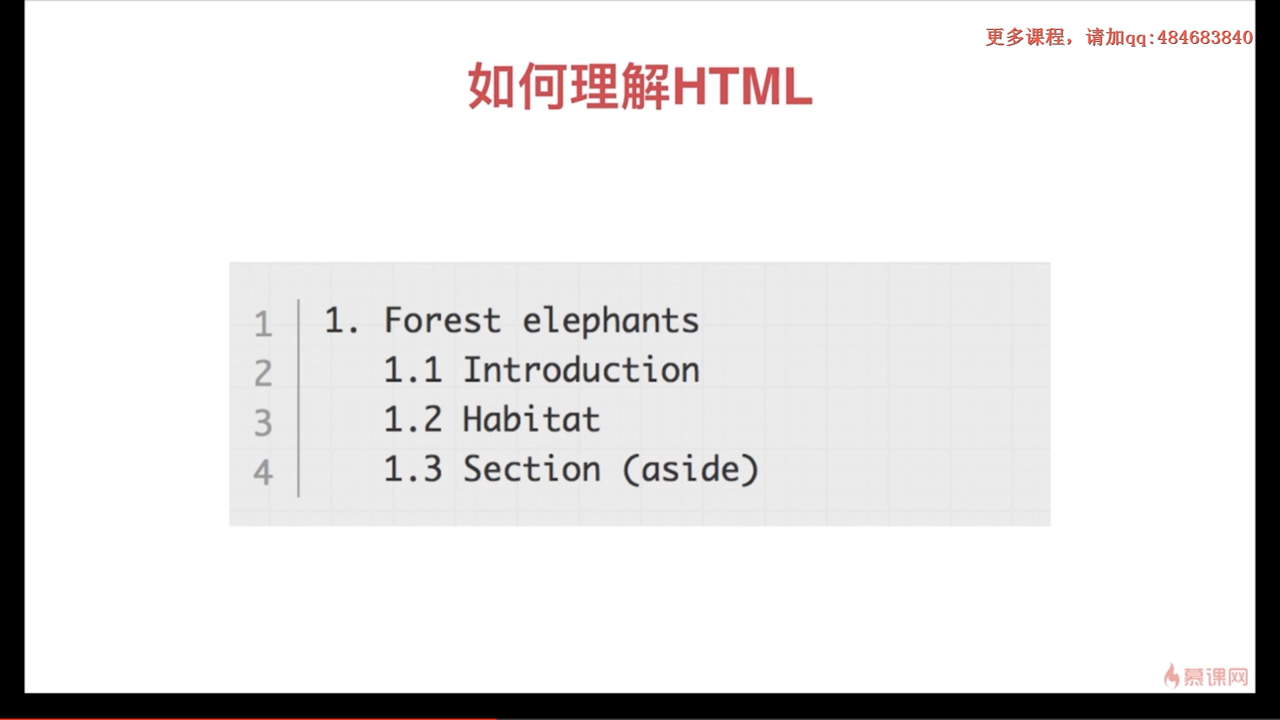 更多课程，请加qq:484683840
如何理解HTML
1 1. Forest elephants
2 1.1 Introduction
3 1.2 Habitat
4 1.3 Section (aside)
慕课网